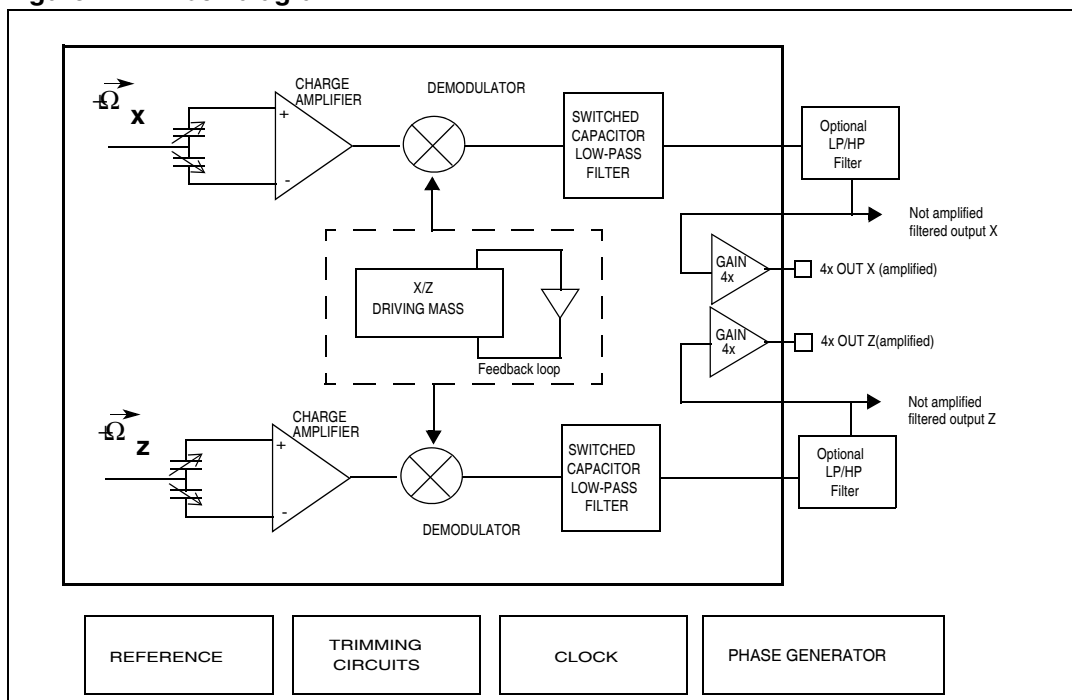 +Ω x
CHARGE
AMPLIFIER
+
-
DEMODULATOR
SWITCHED
CAPACITOR
LOW-PASS
FILTER
Optional
LP/HP
Filter
Not amplified
filtered output X
GAIN
4x
4x OUT X (amplified)
X/Z
DRIVING MASS
Feedback loop
GAIN
4x
4x OUT Z(amplified)
Not amplified
filtered output Z
+Ω z
CHARGE
AMPLIFIER
+
-
DEMODULATOR
SWITCHED
CAPACITOR
LOW-PASS
FILTER
Optional
LP/HP
Filter
REFERENCE
TRIMMING
CIRCUITS
CLOCK
PHASE GENERATOR